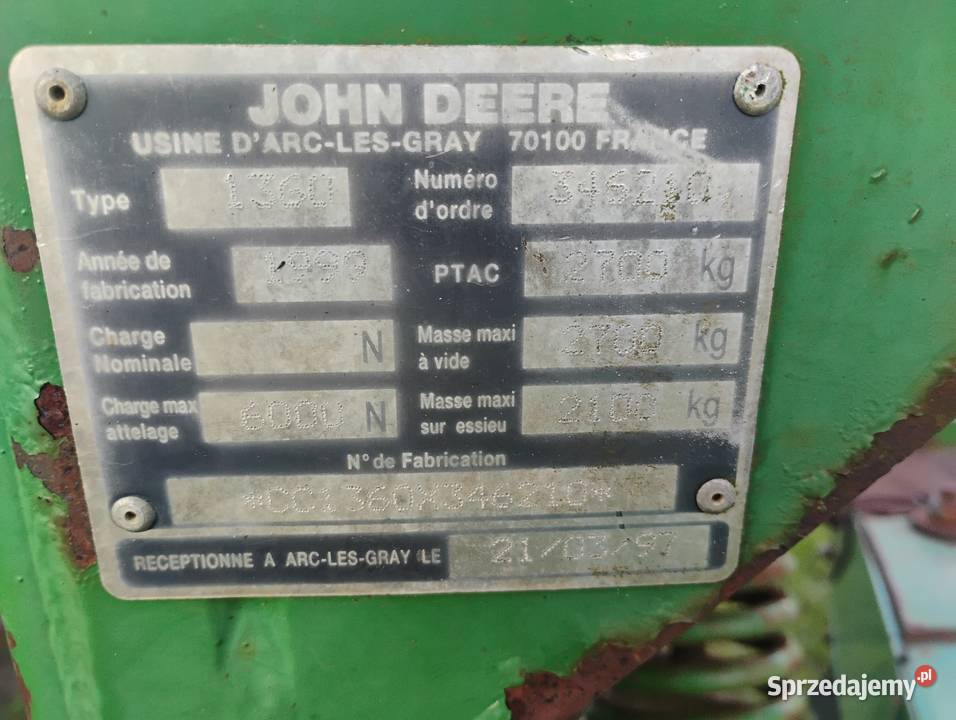 JOHN DEERE
USINE D'ARC-LES-GRAY 70100 FRANCE
Type 1360
Numéro d'ordre 346210
Année de fabrication 1999
PTAC 2700 kg
Charge Nominale N
Masse maxi à vide 2700 kg
Charge max attelage 6000 N
Masse maxi sur essieu 2100 kg
N° de Fabrication
*CC1360X346210*
RECEPTIONNE A ARC-LES-GRAY LE 21/03/97
Sprzedajemy.pl